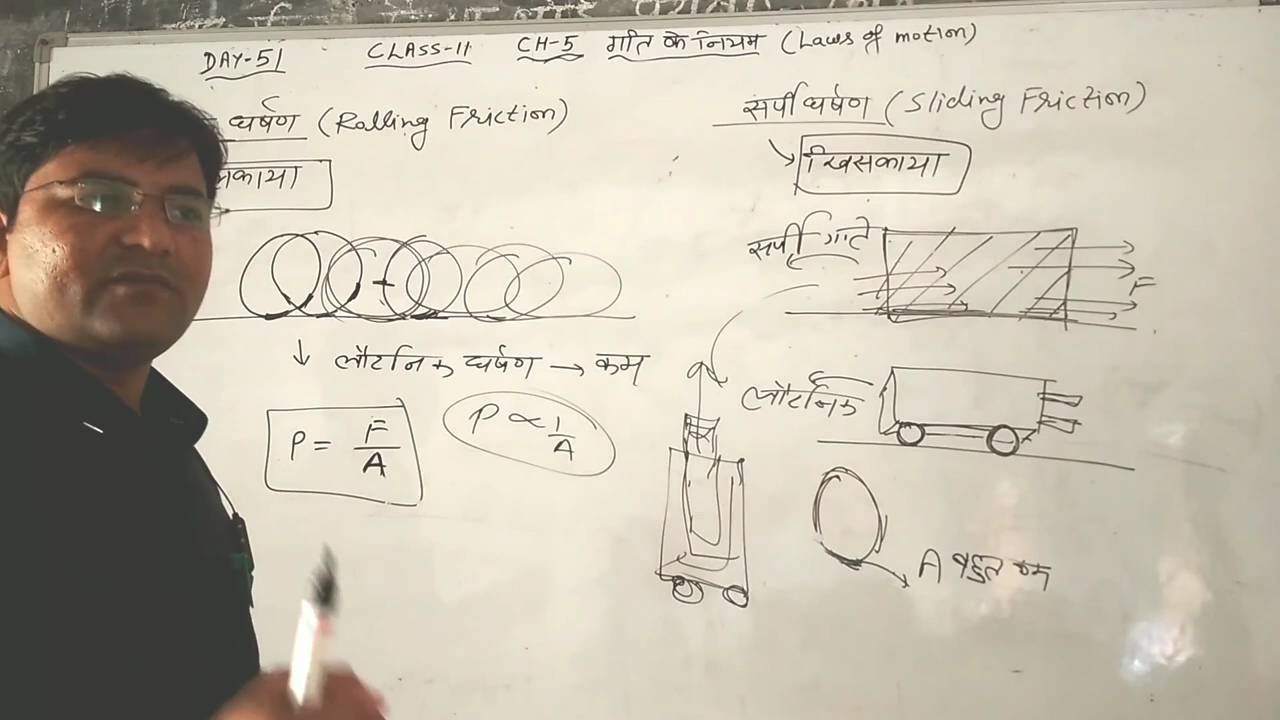 DAY-51 CLASS-11 CH-5 गति के नियम (Laws of motion)
घर्षण (Rolling Friction)
काया
लौटनिक घर्षण → कम
P = F/A
P ∝ 1/A
सर्पी घर्षण (Sliding Friction)
खिसकाया
सर्पी गति
F
लौटनिक
A बहुत कम